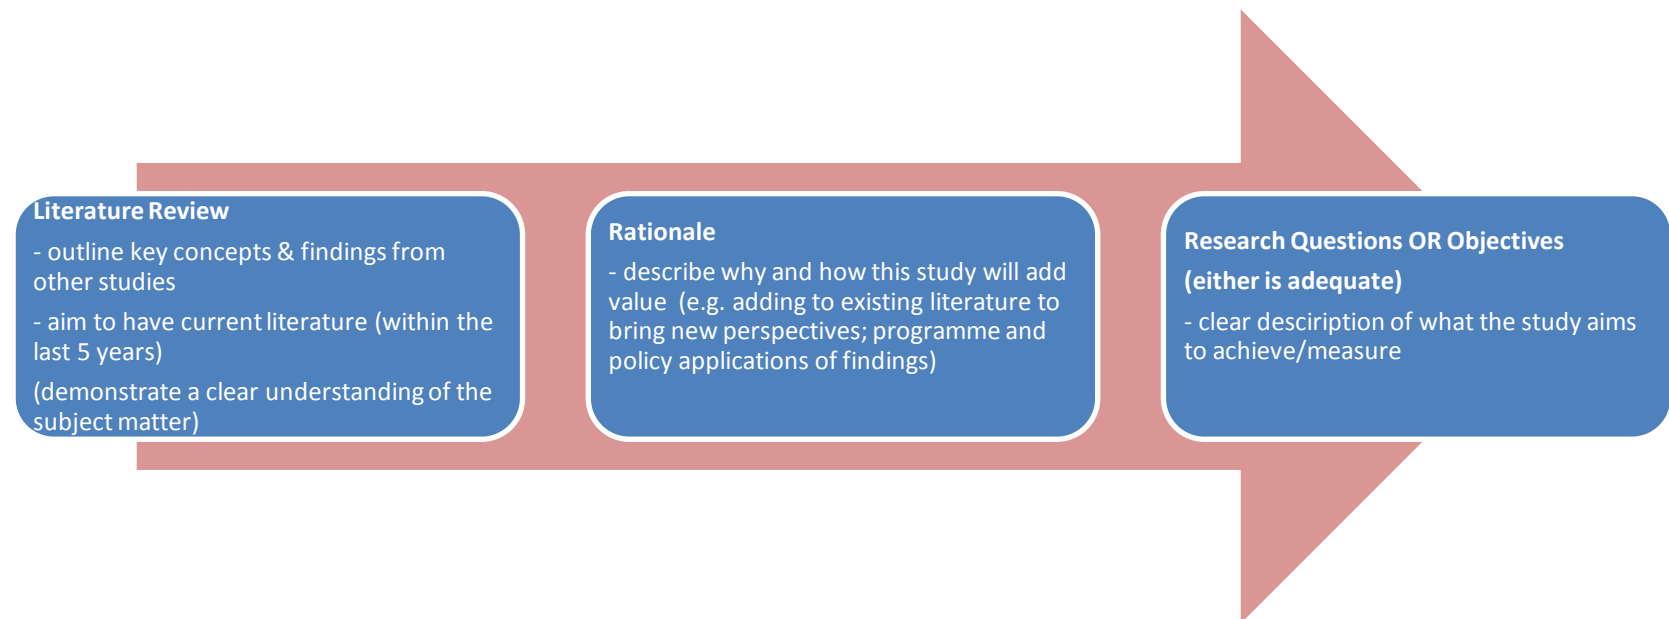 Literature Review
- outline key concepts & findings from
other studies
- aim to have current literature (within the
last 5 years)
(demonstrate a clear understanding of the
subject matter)
Rationale
- describe why and how this study will add
value (e.g. adding to existing literature to
bring new perspectives; programme and
policy applications of findings)
Research Questions OR Objectives
(either is adequate)
- clear desciription of what the study aims
to achieve/measure